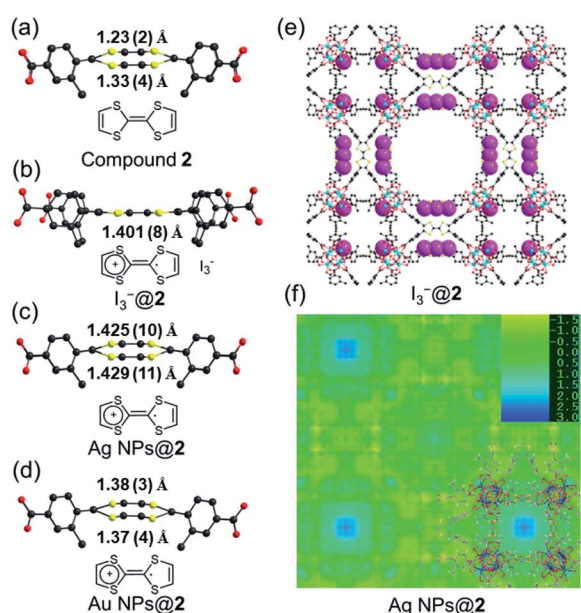 (a)
1.23 (2) Å
1.33 (4) Å
S S
S S
Compound 2
(b)
1.401 (8) Å
S S
+ ·
S S
I3-
I3−@2
(c)
1.425 (10) Å
1.429 (11) Å
S S
+ ·
S S
Ag NPs@2
(d)
1.38 (3) Å
1.37 (4) Å
S S
+ ·
S S
Au NPs@2
(e)
I3−@2
(f)
-1.5
-1.0
-0.5
0.0
0.5
1.0
1.5
2.0
2.5
3.0
Ag NPs@2